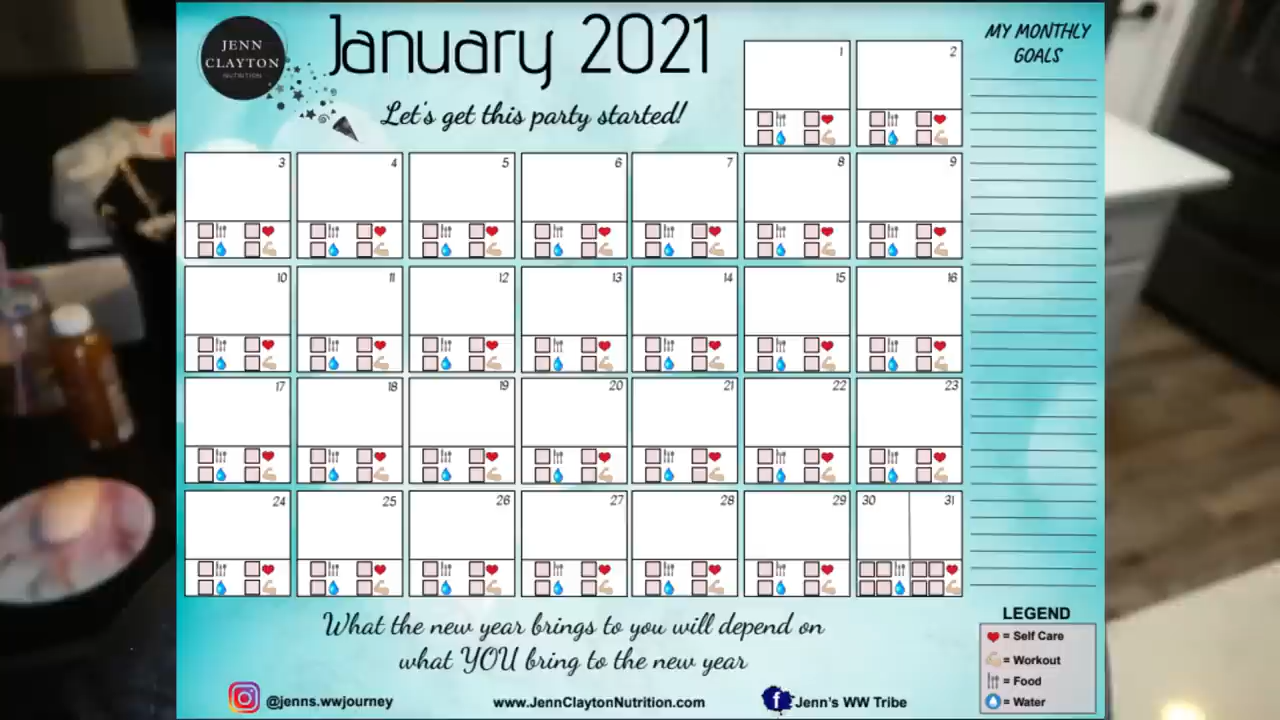 JENN
CLAYTON
NUTRITION
January 2021
Let's get this party started!
MY MONTHLY
GOALS
1 2
3 4 5 6 7 8 9
10 11 12 13 14 15 16
17 18 19 20 21 22 23
24 25 26 27 28 29 30 31
What the new year brings to you will depend on
what YOU bring to the new year
LEGEND
= Self Care
= Workout
= Food
= Water
@jenns.wwjourney
www.JennClaytonNutrition.com
Jenn's WW Tribe